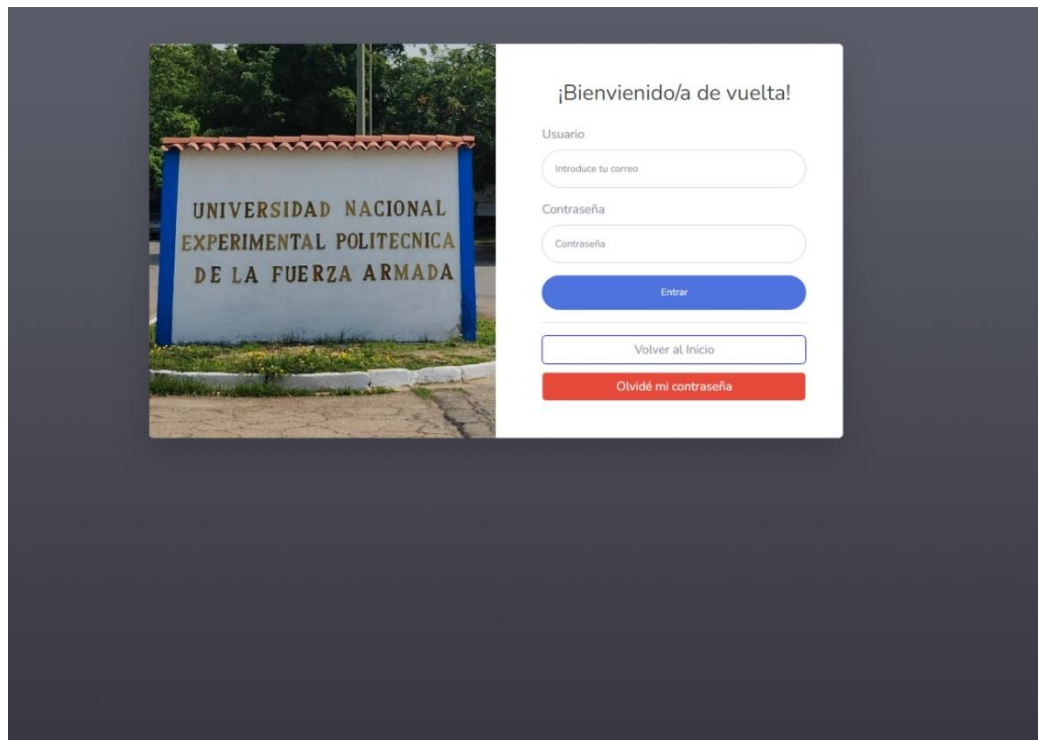 UNIVERSIDAD NACIONAL
EXPERIMENTAL POLITECNICA
DE LA FUERZA ARMADA
¡Bienvienido/a de vuelta!
Usuario
Introduce tu correo
Contraseña
Contraseña
Entrar
Volver al Inicio
Olvidé mi contraseña